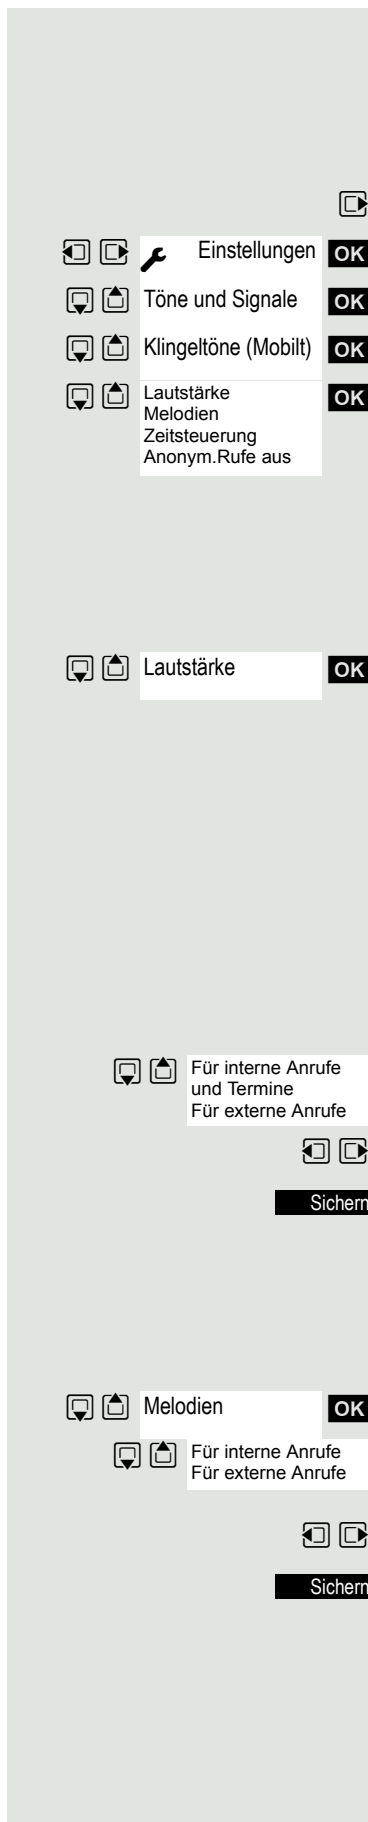 Einstellungen OK
Töne und Signale OK
Klingeltöne (Mobilt) OK
Lautstärke OK
Melodien
Zeitsteuerung
Anonym.Rufe aus
Lautstärke OK
Für interne Anrufe
und Termine
Für externe Anrufe
Sichern
Melodien OK
Für interne Anrufe
Für externe Anrufe
Sichern